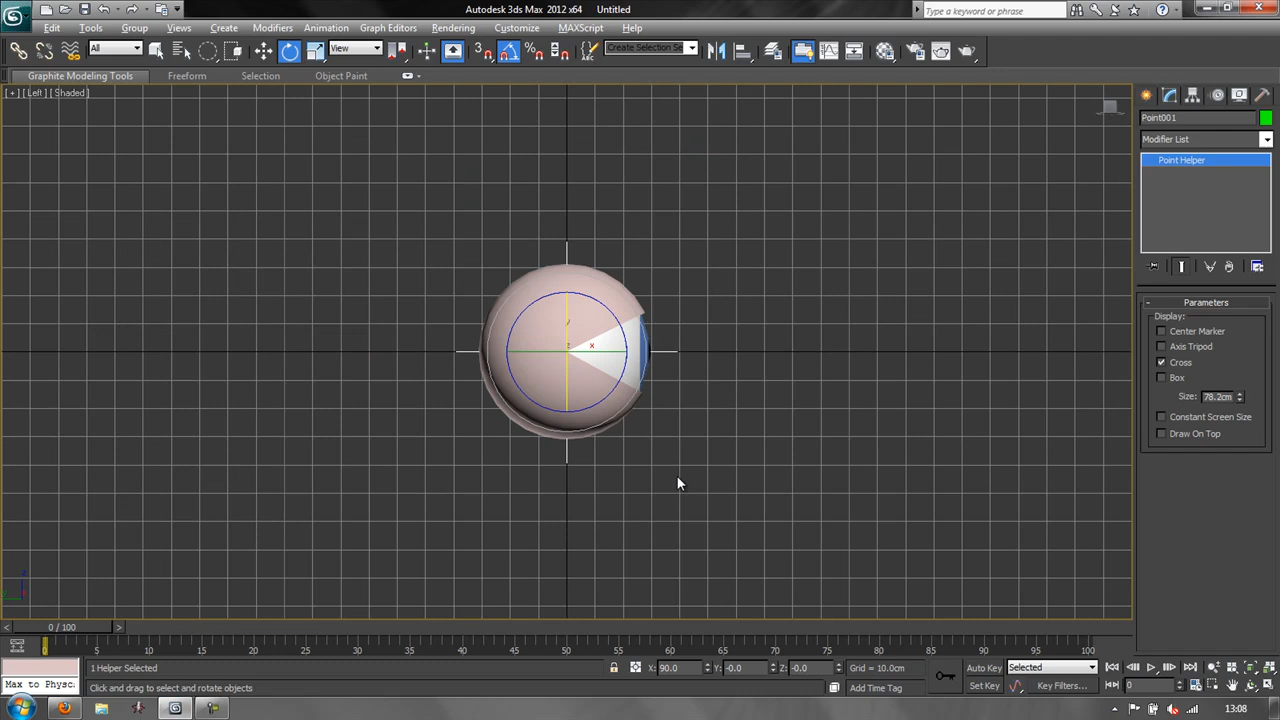 Autodesk 3ds Max 2012 x64 Untitled
Type a keyword or phrase
Edit Tools Group Views Create Modifiers Animation Graph Editors Rendering Customize MAXScript Help
All View 3 Create Selection Se
Graphite Modeling Tools Freeform Selection Object Paint
[ + ] [ Left ] [ Shaded ]
Point001
Modifier List
Point Helper
- Parameters
Display:
Center Marker
Axis Tripod
Cross
Box
Size: 78.2cm
Constant Screen Size
Draw On Top
y
z x
z
y
< 0 / 100 >
0 5 10 15 20 25 30 35 40 45 50 55 60 65 70 75 80 85 90 95 100
1 Helper Selected X: 90.0 Y: -0.0 Z: -0.0 Grid = 10.0cm Auto Key Selected
Max to Physc Click and drag to select and rotate objects Add Time Tag Set Key Key Filters... 0
13:08